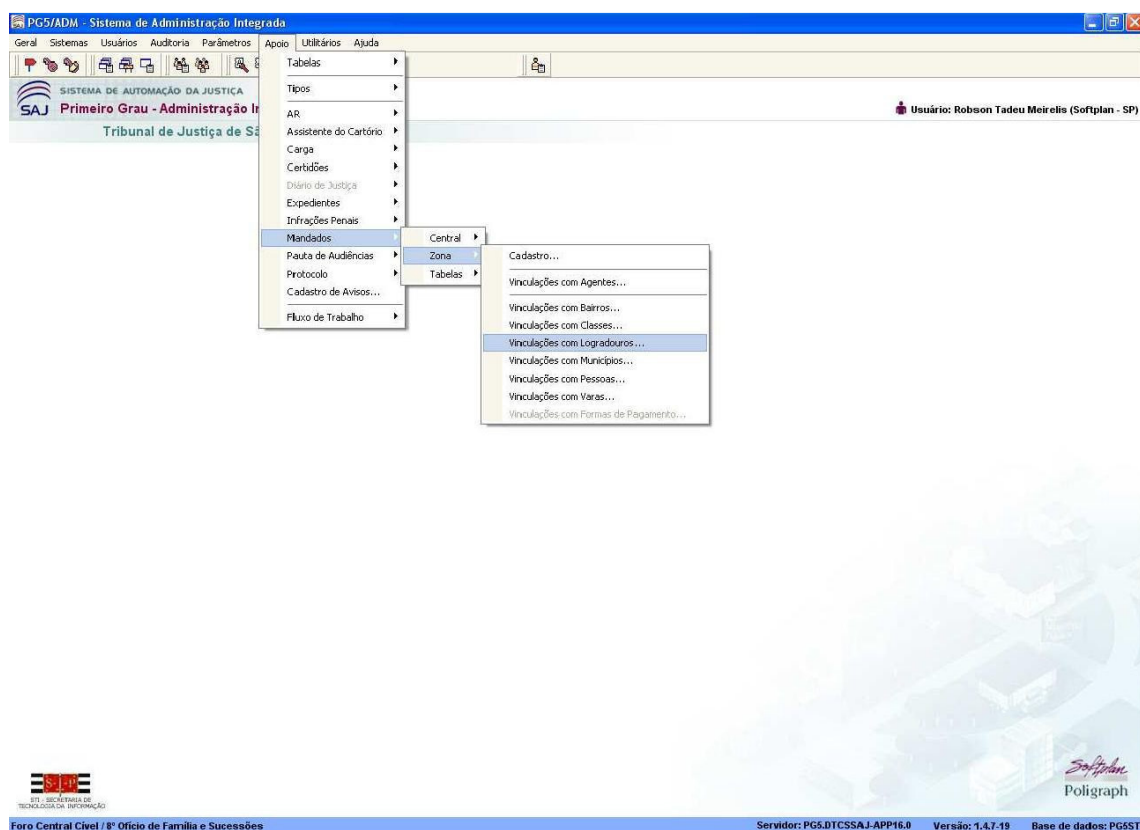 PG5/ADM - Sistema de Administração Integrada
Geral Sistemas Usuários Auditoria Parâmetros Apoio Utilitários Ajuda
SISTEMA DE AUTOMAÇÃO DA JUSTIÇA
SAJ Primeiro Grau - Administração
Usuário: Robson Tadeu Meirelis (Softplan - SP)
Tribunal de Justiça de
Tabelas
Tipos
AR
Assistente do Cartório
Carga
Certidões
Diário de Justiça
Expedientes
Infrações Penais
Mandados
Pauta de Audiências
Protocolo
Cadastro de Avisos...
Fluxo de Trabalho
Central
Zona
Tabelas
Cadastro...
Vinculações com Agentes...
Vinculações com Bairros...
Vinculações com Classes...
Vinculações com Logradouros...
Vinculações com Municípios...
Vinculações com Pessoas...
Vinculações com Varas...
Vinculações com Formas de Pagamento...
STI - SECRETARIA DE
TECNOLOGIA DA INFORMAÇÃO
Softplan
Poligraph
Foro Central Cível / 8º Ofício de Família e Sucessões
Servidor: PG5.DTCSSAJ-APP16.0 Versão: 1.4.7-19 Base de dados: PG5ST